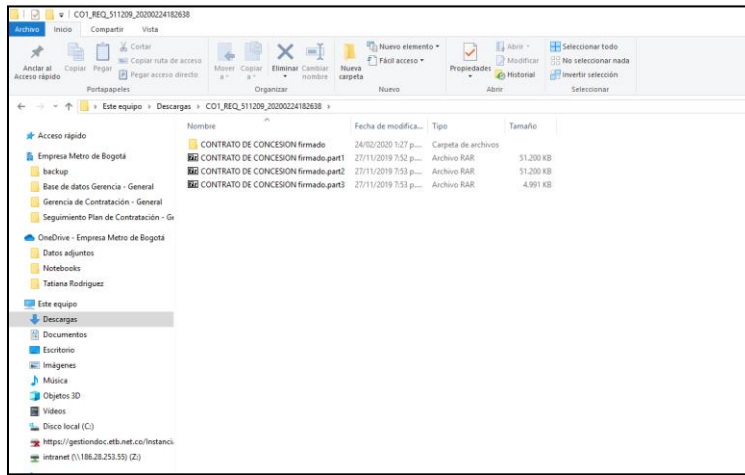 CO1_REQ_511209_20200224182638
Archivo Inicio Compartir Vista
Anclar al Acceso rápido
Copiar
Pegar
Cortar
Copiar ruta de acceso
Pegar acceso directo
Portapapeles
Mover a
Copiar a
Eliminar
Cambiar nombre
Organizar
Nueva carpeta
Nuevo elemento
Fácil acceso
Nuevo
Propiedades
Abrir
Modificar
Historial
Abrir
Seleccionar todo
No seleccionar nada
Invertir selección
Seleccionar
Este equipo > Descargas > CO1_REQ_511209_20200224182638 >
Nombre Fecha de modifica... Tipo Tamaño
CONTRATO DE CONCESION firmado 24/02/2020 1:27 p.... Carpeta de archivos
CONTRATO DE CONCESION firmado.part1 27/11/2019 7:52 p.... Archivo RAR 51.200 KB
CONTRATO DE CONCESION firmado.part2 27/11/2019 7:53 p.... Archivo RAR 51.200 KB
CONTRATO DE CONCESION firmado.part3 27/11/2019 7:53 p.... Archivo RAR 4.991 KB
Acceso rápido
Empresa Metro de Bogotá
backup
Base de datos Gerencia - General
Gerencia de Contratación - General
Seguimiento Plan de Contratación - Ge
OneDrive - Empresa Metro de Bogotá
Datos adjuntos
Notebooks
Tatiana Rodriguez
Este equipo
Descargas
Documentos
Escritorio
Imágenes
Música
Objetos 3D
Vídeos
Disco local (C:)
https://gestiondoc.etb.net.co/Instanci
intranet (\\186.28.253.55) (Z:)